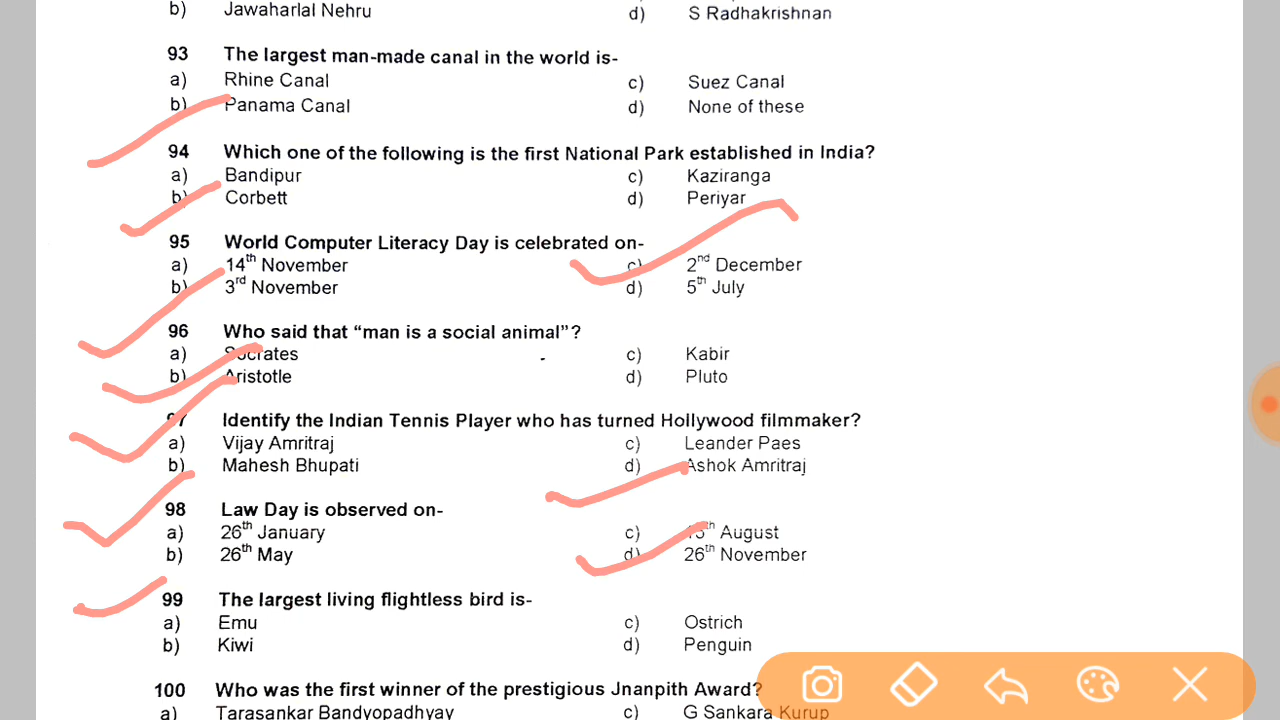 b) Jawaharlal Nehru d) S Radhakrishnan
93 The largest man-made canal in the world is-
a) Rhine Canal c) Suez Canal
b) Panama Canal d) None of these
94 Which one of the following is the first National Park established in India?
a) Bandipur c) Kaziranga
b) Corbett d) Periyar
95 World Computer Literacy Day is celebrated on-
a) 14th November c) 2nd December
b) 3rd November d) 5th July
96 Who said that “man is a social animal”?
a) Socrates c) Kabir
b) Aristotle d) Pluto
97 Identify the Indian Tennis Player who has turned Hollywood filmmaker?
a) Vijay Amritraj c) Leander Paes
b) Mahesh Bhupati d) Ashok Amritraj
98 Law Day is observed on-
a) 26th January c) 15th August
b) 26th May d) 26th November
99 The largest living flightless bird is-
a) Emu c) Ostrich
b) Kiwi d) Penguin
100 Who was the first winner of the prestigious Jnanpith Award?
a) Tarasankar Bandyopadhyay c) G Sankara Kurup